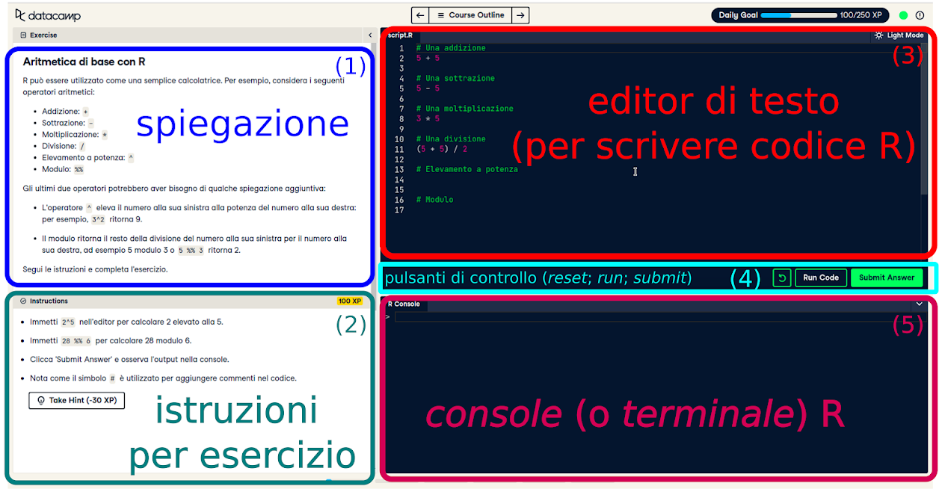 datacamp
Course Outline
Daily Goal 100/250 XP
Exercise
Aritmetica di base con R
(1)
R può essere utilizzato come una semplice calcolatrice. Per esempio, considera i seguenti
operatori aritmetici:
• Addizione: +
• Sottrazione: -
• Moltiplicazione: *
• Divisione: /
• Elevamento a potenza: ^
• Modulo: %%
spiegazione
Gli ultimi due operatori potrebbero aver bisogno di qualche spiegazione aggiuntiva:
• L'operatore ^ eleva il numero alla sua sinistra alla potenza del numero alla sua destra:
per esempio, 3^2 ritorna 9.
• Il modulo ritorna il resto della divisione del numero alla sua sinistra per il numero alla
sua destra, ad esempio 5 modulo 3 o 5 %% 3 ritorna 2.
Segui le istruzioni e completa l'esercizio.
Instructions
100 XP
(2)
• Immetti 2^5 nell'editor per calcolare 2 elevato alla 5.
• Immetti 28 %% 6 per calcolare 28 modulo 6.
• Clicca 'Submit Answer' e osserva l'output nella console.
• Nota come il simbolo # è utilizzato per aggiungere commenti nel codice.
Take Hint (-30 XP)
istruzioni
per esercizio
script.R
Light Mode
(3)
1 # Una addizione
2 5 + 5
3
4 # Una sottrazione
5 5 - 5
6
7 # Una moltiplicazione
8 3 * 5
9
10 # Una divisione
11 (5 + 5) / 2
12
13 # Elevamento a potenza
14
15
16 # Modulo
17
editor di testo
(per scrivere codice R)
pulsanti di controllo (reset; run; submit)
(4)
Run Code
Submit Answer
R Console
(5)
>
console (o terminale) R